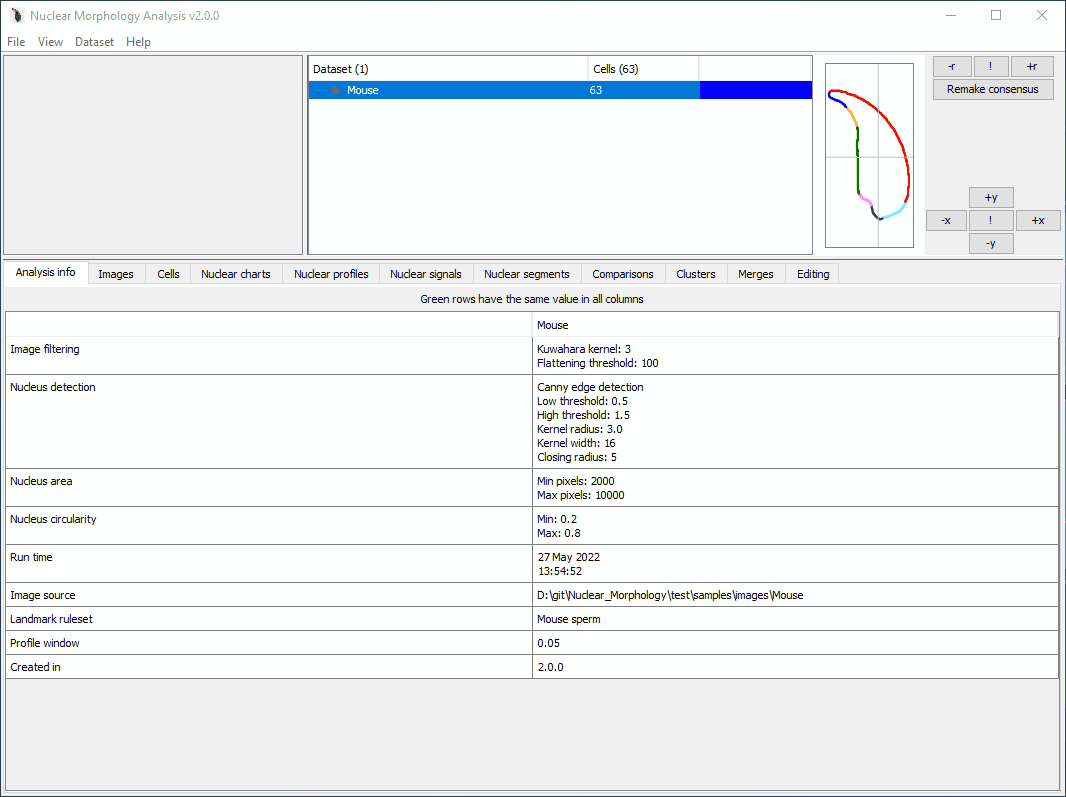 Nuclear Morphology Analysis v2.0.0
File View Dataset Help
Dataset (1) Cells (63)
Mouse 63
-r ! +r
Remake consensus
+y
-x ! +x
-y
Analysis info Images Cells Nuclear charts Nuclear profiles Nuclear signals Nuclear segments Comparisons Clusters Merges Editing
Green rows have the same value in all columns
Mouse
Image filtering Kuwahara kernel: 3
Flattening threshold: 100
Nucleus detection Canny edge detection
Low threshold: 0.5
High threshold: 1.5
Kernel radius: 3.0
Kernel width: 16
Closing radius: 5
Nucleus area Min pixels: 2000
Max pixels: 10000
Nucleus circularity Min: 0.2
Max: 0.8
Run time 27 May 2022
13:54:52
Image source D:\git\Nuclear_Morphology\test\samples\images\Mouse
Landmark ruleset Mouse sperm
Profile window 0.05
Created in 2.0.0